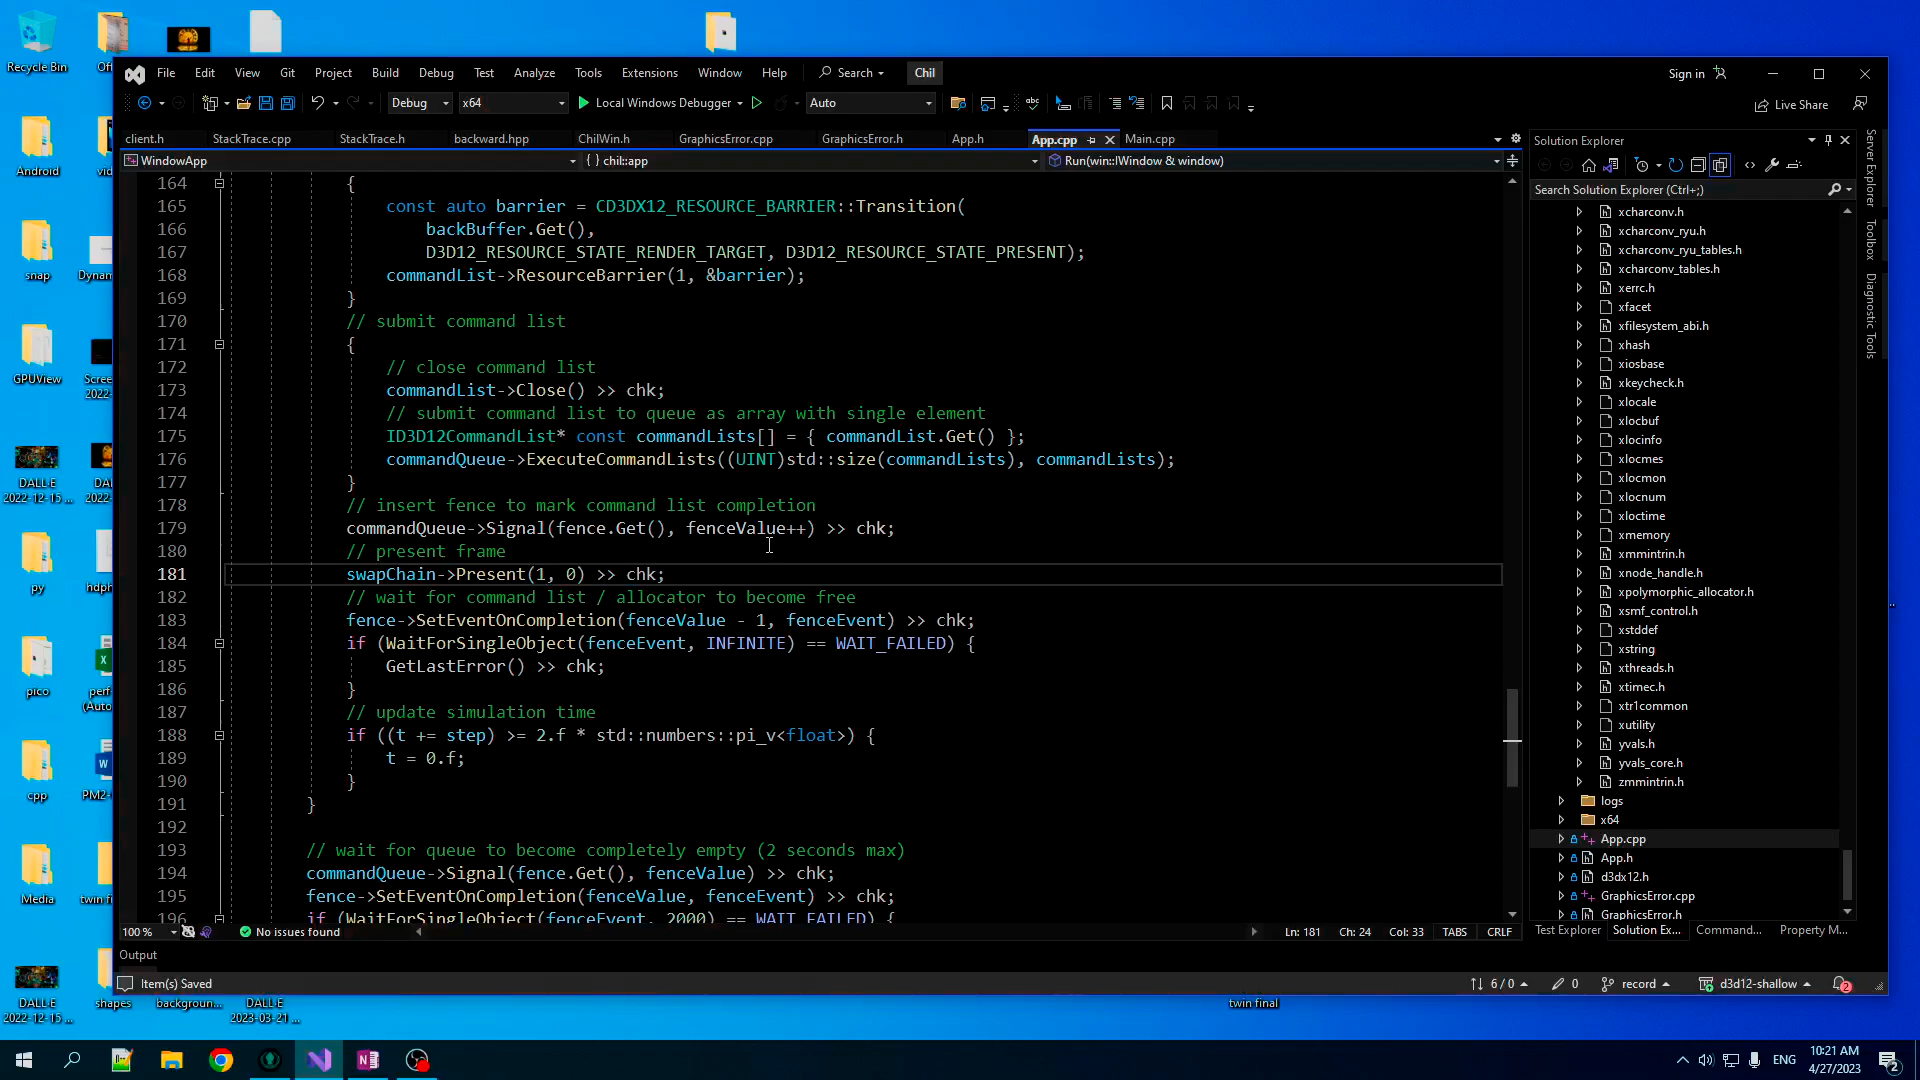 Recycle Bin
Android
snap
GPUView
DALL·E
2022-12-15 ...
py
pico
cpp
Media
DALL·E
2022-12-15 ...
shapes
backgroun...
DALL·E
2023-03-21 ...
twin final
File Edit View Git Project Build Debug Test Analyze Tools Extensions Window Help Search Chil
Sign in
Debug x64 Local Windows Debugger Auto
Live Share
client.h StackTrace.cpp StackTrace.h backward.hpp ChilWin.h GraphicsError.cpp GraphicsError.h App.h App.cpp Main.cpp
WindowApp { } chil::app Run(win::IWindow & window)
164 {
165 const auto barrier = CD3DX12_RESOURCE_BARRIER::Transition(
166 backBuffer.Get(),
167 D3D12_RESOURCE_STATE_RENDER_TARGET, D3D12_RESOURCE_STATE_PRESENT);
168 commandList->ResourceBarrier(1, &barrier);
169 }
170 // submit command list
171 {
172 // close command list
173 commandList->Close() >> chk;
174 // submit command list to queue as array with single element
175 ID3D12CommandList* const commandLists[] = { commandList.Get() };
176 commandQueue->ExecuteCommandLists((UINT)std::size(commandLists), commandLists);
177 }
178 // insert fence to mark command list completion
179 commandQueue->Signal(fence.Get(), fenceValue++) >> chk;
180 // present frame
181 swapChain->Present(1, 0) >> chk;
182 // wait for command list / allocator to become free
183 fence->SetEventOnCompletion(fenceValue - 1, fenceEvent) >> chk;
184 if (WaitForSingleObject(fenceEvent, INFINITE) == WAIT_FAILED) {
185 GetLastError() >> chk;
186 }
187 // update simulation time
188 if ((t += step) >= 2.f * std::numbers::pi_v<float>) {
189 t = 0.f;
190 }
191 }
192
193 // wait for queue to become completely empty (2 seconds max)
194 commandQueue->Signal(fence.Get(), fenceValue) >> chk;
195 fence->SetEventOnCompletion(fenceValue, fenceEvent) >> chk;
196 if (WaitForSingleObject(fenceEvent, 2000) == WAIT_FAILED) {
100 % No issues found Ln: 181 Ch: 24 Col: 33 TABS CRLF
Output
Item(s) Saved 6 / 0 0 record d3d12-shallow 2
Solution Explorer
Search Solution Explorer (Ctrl+;)
xcharconv.h
xcharconv_ryu.h
xcharconv_ryu_tables.h
xcharconv_tables.h
xerrc.h
xfacet
xfilesystem_abi.h
xhash
xiosbase
xkeycheck.h
xlocale
xlocbuf
xlocinfo
xlocmes
xlocmon
xlocnum
xloctime
xmemory
xmmintrin.h
xnode_handle.h
xpolymorphic_allocator.h
xsmf_control.h
xstddef
xstring
xthreads.h
xtimec.h
xtr1common
xutility
yvals.h
yvals_core.h
zmmintrin.h
logs
x64
App.cpp
App.h
d3dx12.h
GraphicsError.cpp
GraphicsError.h
Test Explorer Solution Ex... Command... Property M...
Server Explorer
Toolbox
Diagnostic Tools
ENG
10:21 AM
4/27/2023
2